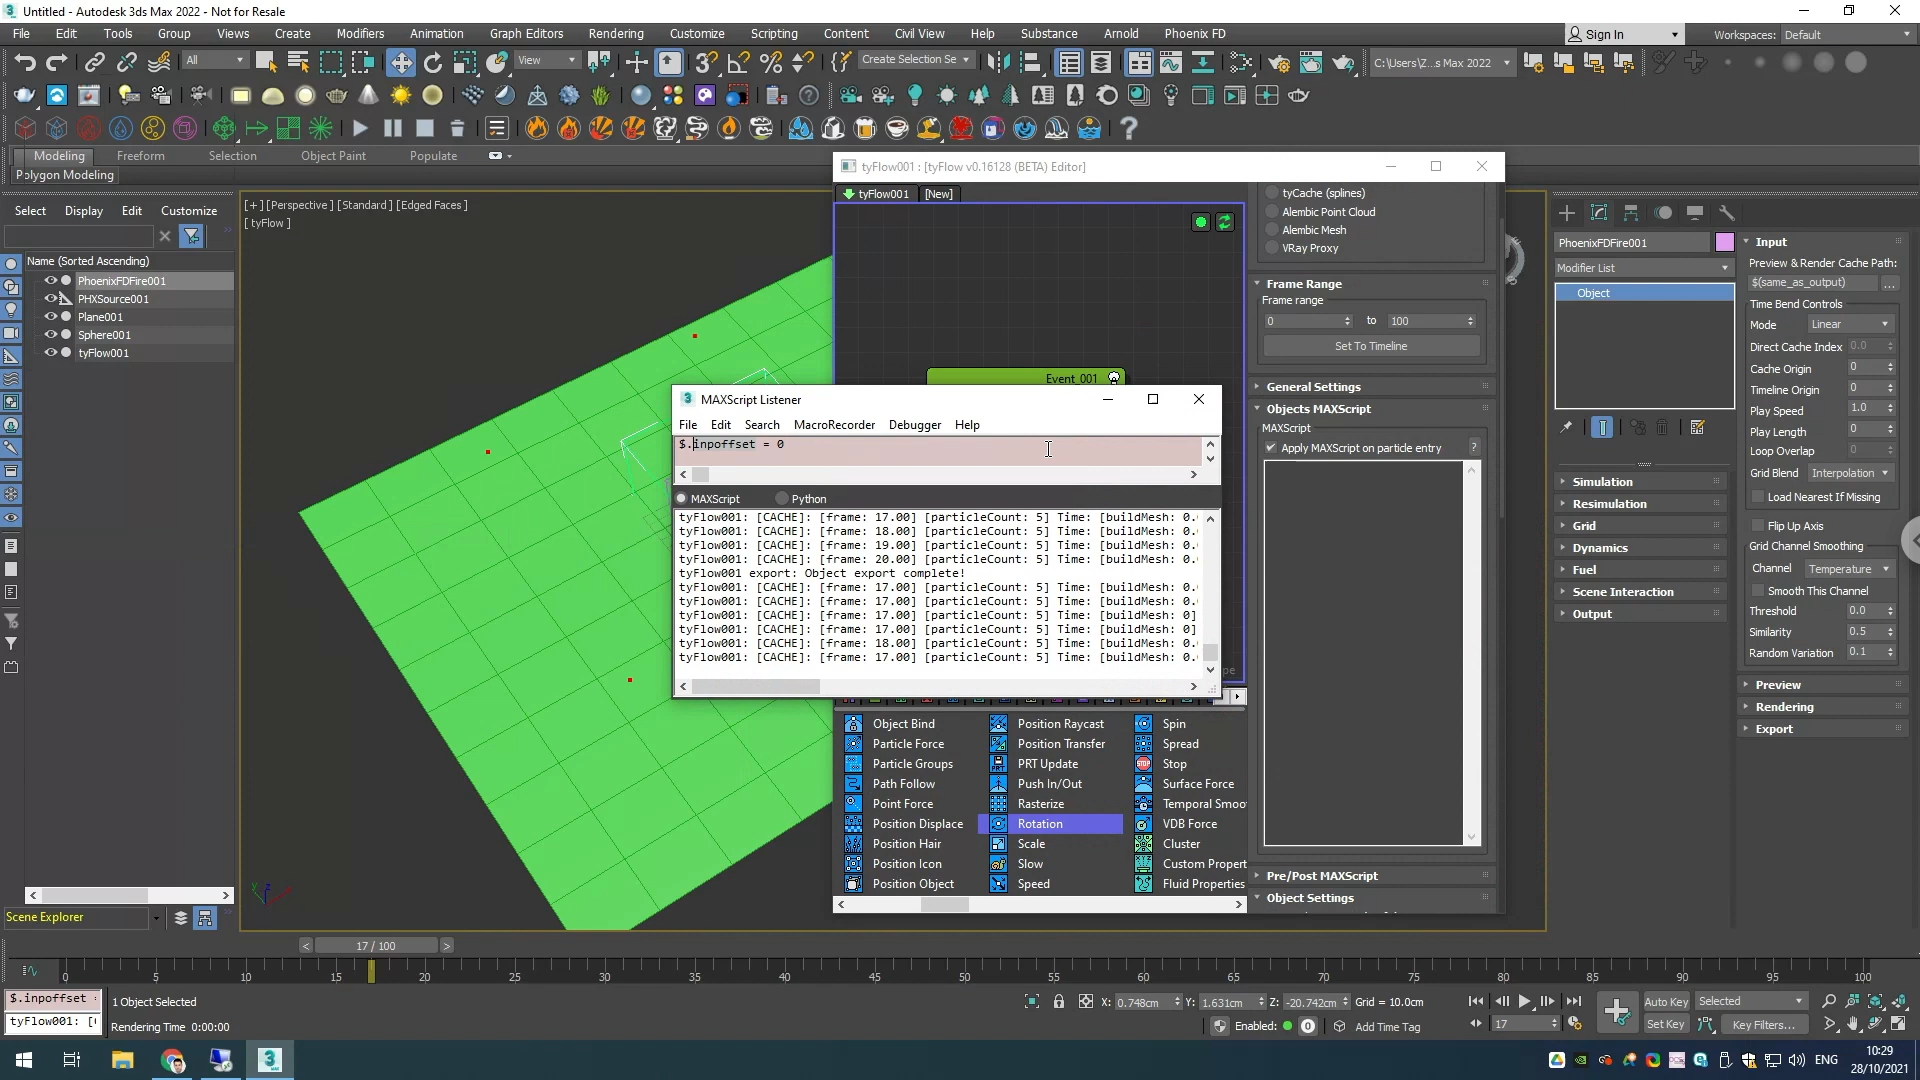 Untitled - Autodesk 3ds Max 2022 - Not for Resale
File Edit Tools Group Views Create Modifiers Animation Graph Editors Rendering Customize Scripting Content Civil View Help Substance Arnold Phoenix FD
Sign In
Workspaces: Default
All
View
Create Selection Se
C:\Users\Z...s Max 2022
Modeling Freeform Selection Object Paint Populate
Polygon Modeling
Select Display Edit Customize
Name (Sorted Ascending)
PhoenixFDFire001
PHXSource001
Plane001
Sphere001
tyFlow001
Scene Explorer
[+] [Perspective ] [Standard ] [Edged Faces ]
[ tyFlow ]
tyFlow001 : [tyFlow v0.16128 (BETA) Editor]
tyFlow001 [New]
Event_001
MAXScript Listener
File Edit Search MacroRecorder Debugger Help
$.inpoffset = 0
MAXScript Python
tyFlow001: [CACHE]: [frame: 17.00] [particleCount: 5] Time: [buildMesh: 0.
tyFlow001: [CACHE]: [frame: 18.00] [particleCount: 5] Time: [buildMesh: 0.
tyFlow001: [CACHE]: [frame: 19.00] [particleCount: 5] Time: [buildMesh: 0.
tyFlow001: [CACHE]: [frame: 20.00] [particleCount: 5] Time: [buildMesh: 0.
tyFlow001 export: Object export complete!
tyFlow001: [CACHE]: [frame: 17.00] [particleCount: 5] Time: [buildMesh: 0.
tyFlow001: [CACHE]: [frame: 17.00] [particleCount: 5] Time: [buildMesh: 0.
tyFlow001: [CACHE]: [frame: 17.00] [particleCount: 5] Time: [buildMesh: 0]
tyFlow001: [CACHE]: [frame: 17.00] [particleCount: 5] Time: [buildMesh: 0]
tyFlow001: [CACHE]: [frame: 18.00] [particleCount: 5] Time: [buildMesh: 0.
tyFlow001: [CACHE]: [frame: 17.00] [particleCount: 5] Time: [buildMesh: 0.
Object Bind Position Raycast Spin
Particle Force Position Transfer Spread
Particle Groups PRT Update Stop
Path Follow Push In/Out Surface Force
Point Force Rasterize Temporal Smoo
Position Displace Rotation VDB Force
Position Hair Scale Cluster
Position Icon Slow Custom Propert
Position Object Speed Fluid Properties
tyCache (splines)
Alembic Point Cloud
Alembic Mesh
VRay Proxy
Frame Range
Frame range
0 to 100
Set To Timeline
General Settings
Objects MAXScript
MAXScript
Apply MAXScript on particle entry ?
Pre/Post MAXScript
Object Settings
PhoenixFDFire001
Modifier List
Object
Simulation
Resimulation
Grid
Dynamics
Fuel
Scene Interaction
Output
Input
Preview & Render Cache Path:
$(same_as_output) ...
Time Bend Controls
Mode Linear
Direct Cache Index 0.0
Cache Origin 0
Timeline Origin 0
Play Speed 1.0
Play Length 0
Loop Overlap 0
Grid Blend Interpolation
Load Nearest If Missing
Flip Up Axis
Grid Channel Smoothing
Channel Temperature
Smooth This Channel
Threshold 0.0
Similarity 0.5
Random Variation 0.1
Preview
Rendering
Export
< 17 / 100 >
0 5 10 15 20 25 30 35 40 45 50 55 60 65 70 75 80 85 90 95 100
$.inpoffset =
tyFlow001: [
1 Object Selected
Rendering Time 0:00:00
X: 0.748cm Y: 1.631cm Z: -20.742cm Grid = 10.0cm
Enabled: 0 Add Time Tag
17
Auto Key Selected
Set Key Key Filters...
ENG
10:29
28/10/2021